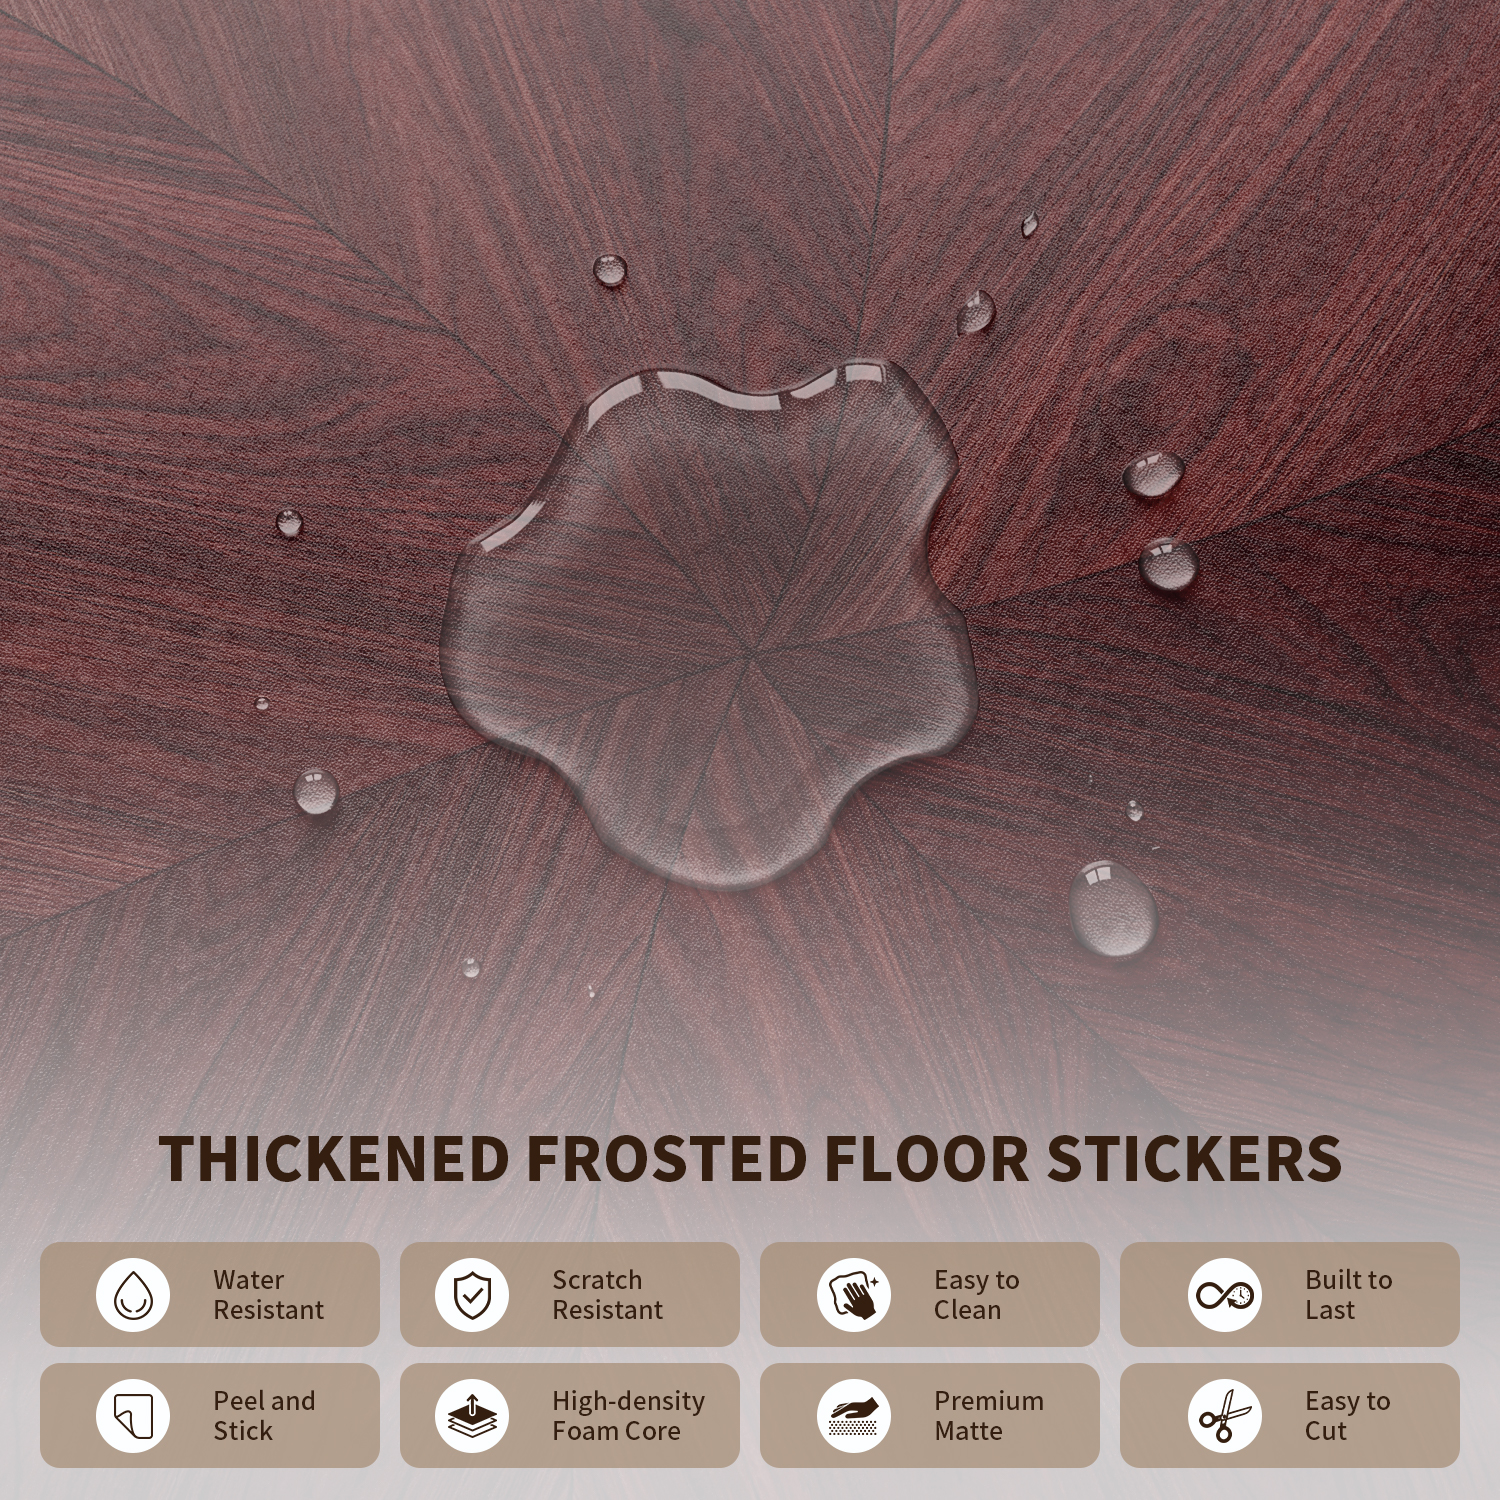 THICKENED FROSTED FLOOR STICKERS
Water
Resistant
Scratch
Resistant
Easy to
Clean
Built to
Last
Peel and
Stick
High-density
Foam Core
Premium
Matte
Easy to
Cut